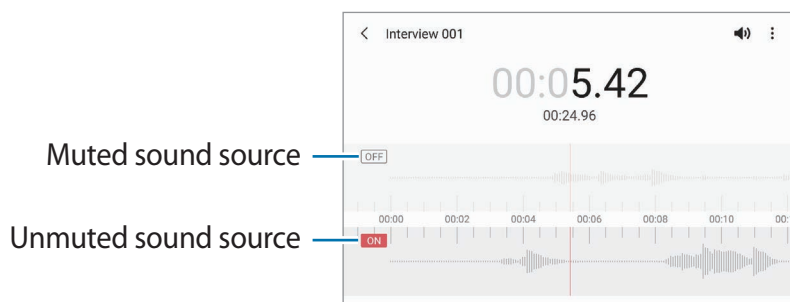 Interview 001
00:05.42
00:24.96
Muted sound source
OFF
00:00 00:02 00:04 00:06 00:08 00:10 00:
Unmuted sound source
ON